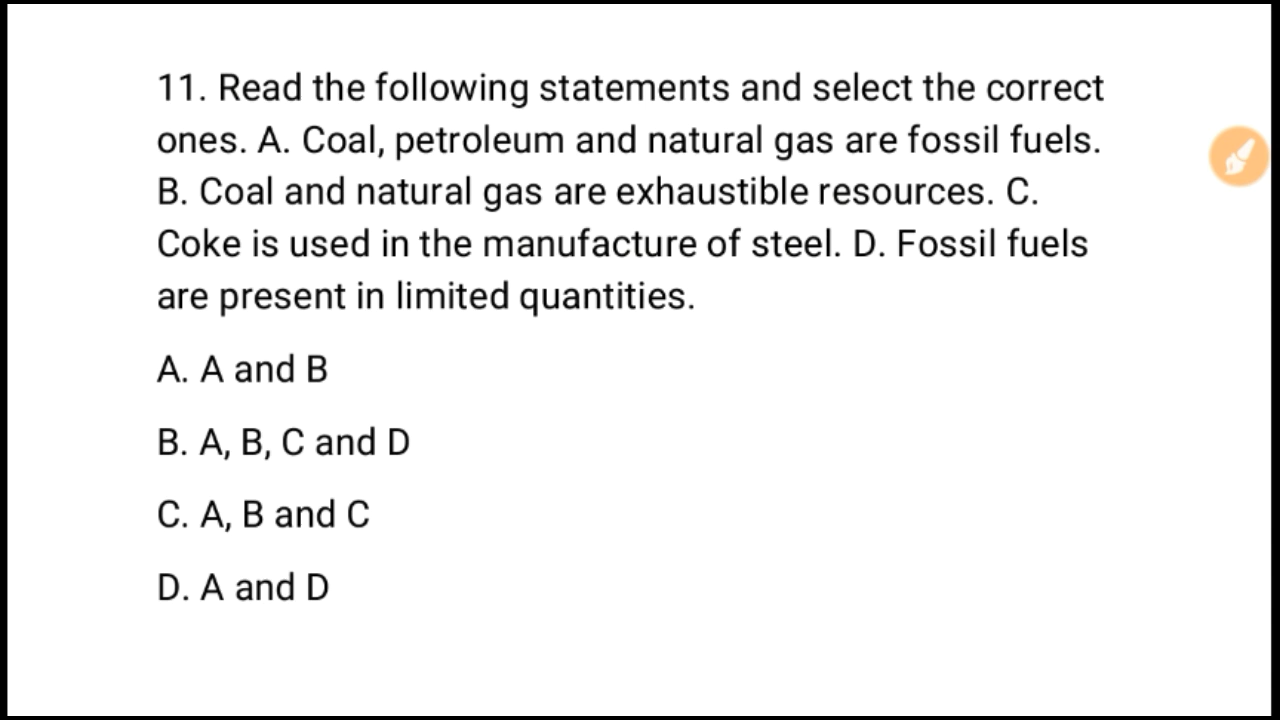 11. Read the following statements and select the correct
ones. A. Coal, petroleum and natural gas are fossil fuels.
B. Coal and natural gas are exhaustible resources. C.
Coke is used in the manufacture of steel. D. Fossil fuels
are present in limited quantities.
A. A and B
B. A, B, C and D
C. A, B and C
D. A and D